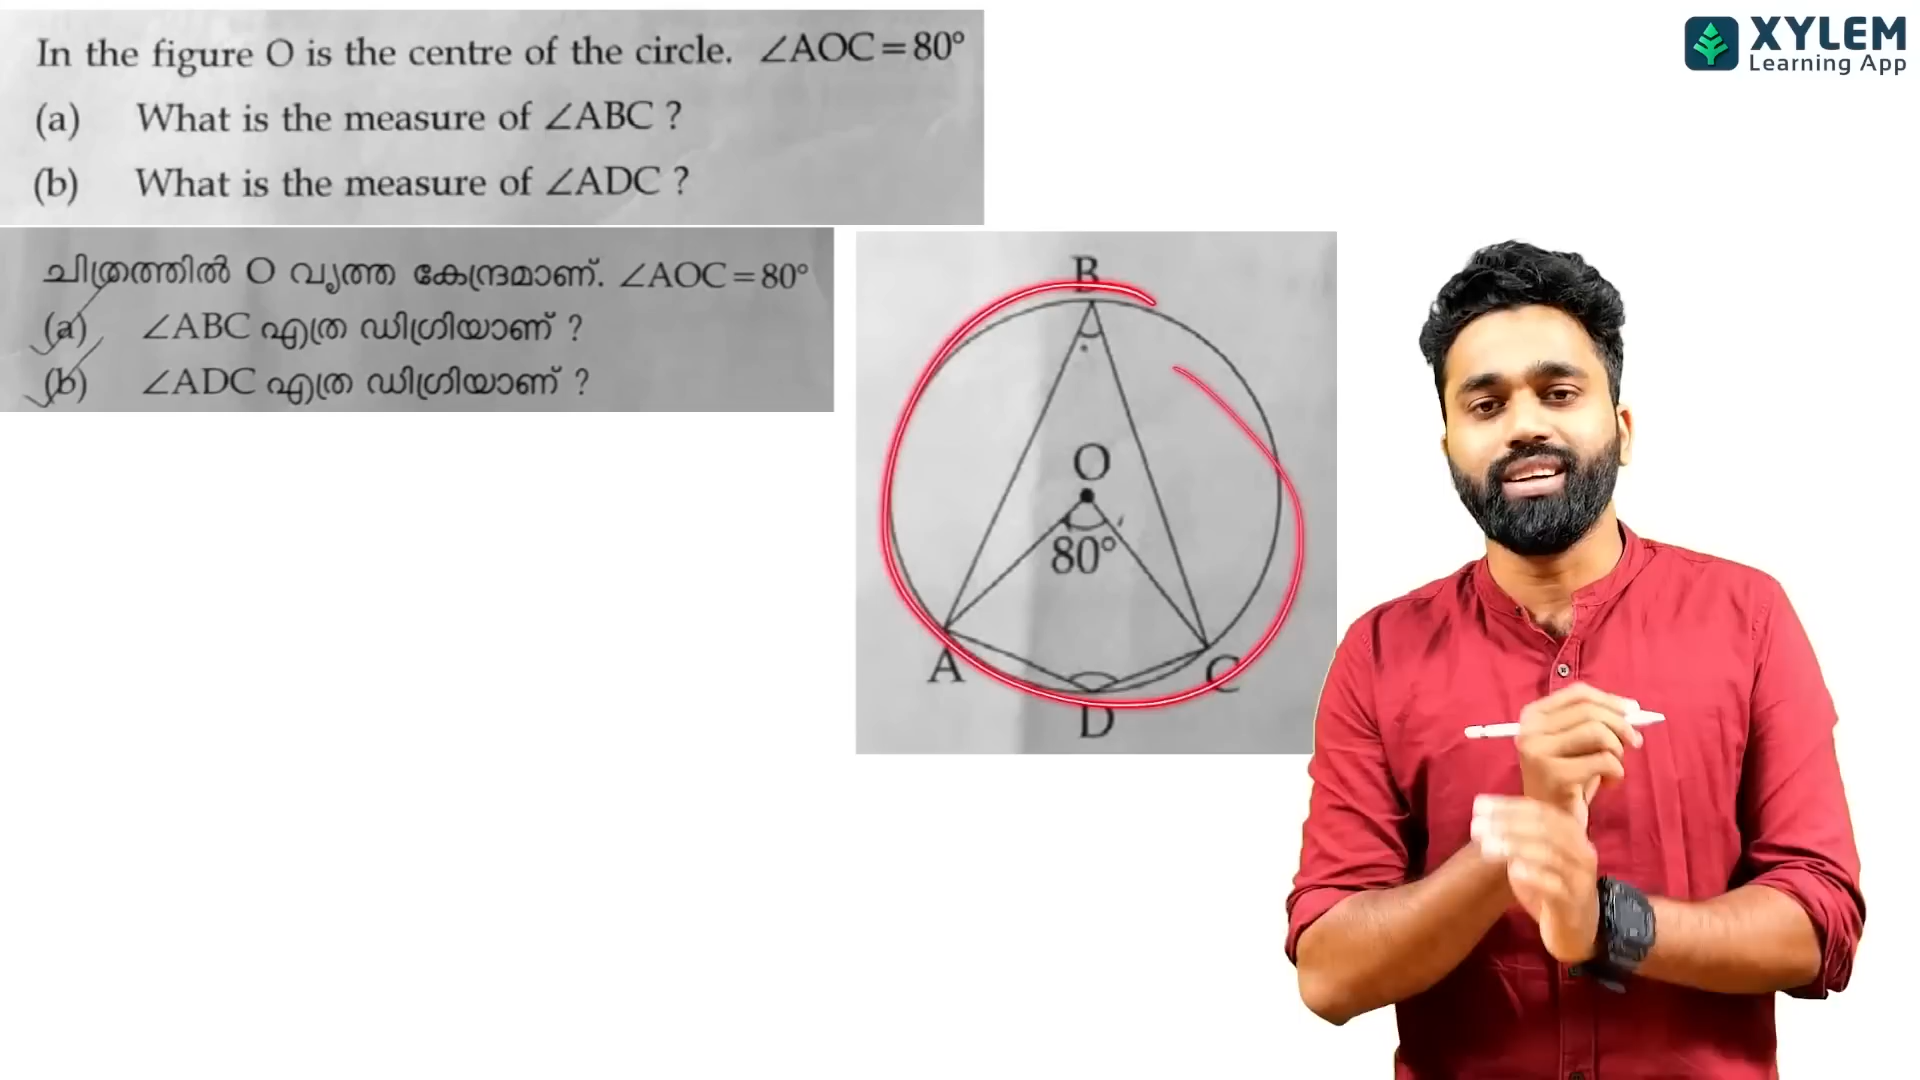 In the figure O is the centre of the circle. ∠AOC=80°
(a) What is the measure of ∠ABC ?
(b) What is the measure of ∠ADC ?
ചിത്രത്തിൽ O വൃത്ത കേന്ദ്രമാണ്. ∠AOC=80°
(a) ∠ABC എത്ര ഡിഗ്രിയാണ് ?
(b) ∠ADC എത്ര ഡിഗ്രിയാണ് ?
B
O
80°
A
C
D
XYLEM
Learning App